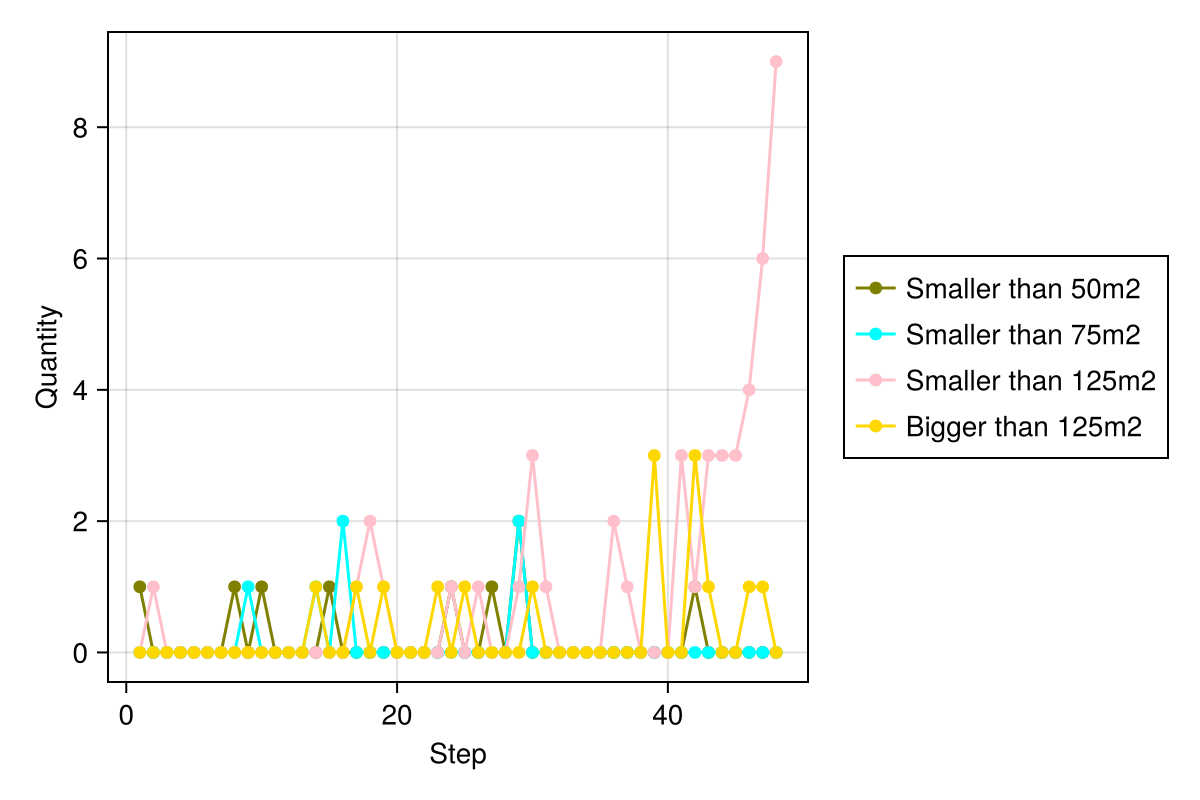 8
6
4
2
0
Quantity
0 20 40
Step
Smaller than 50m2
Smaller than 75m2
Smaller than 125m2
Bigger than 125m2